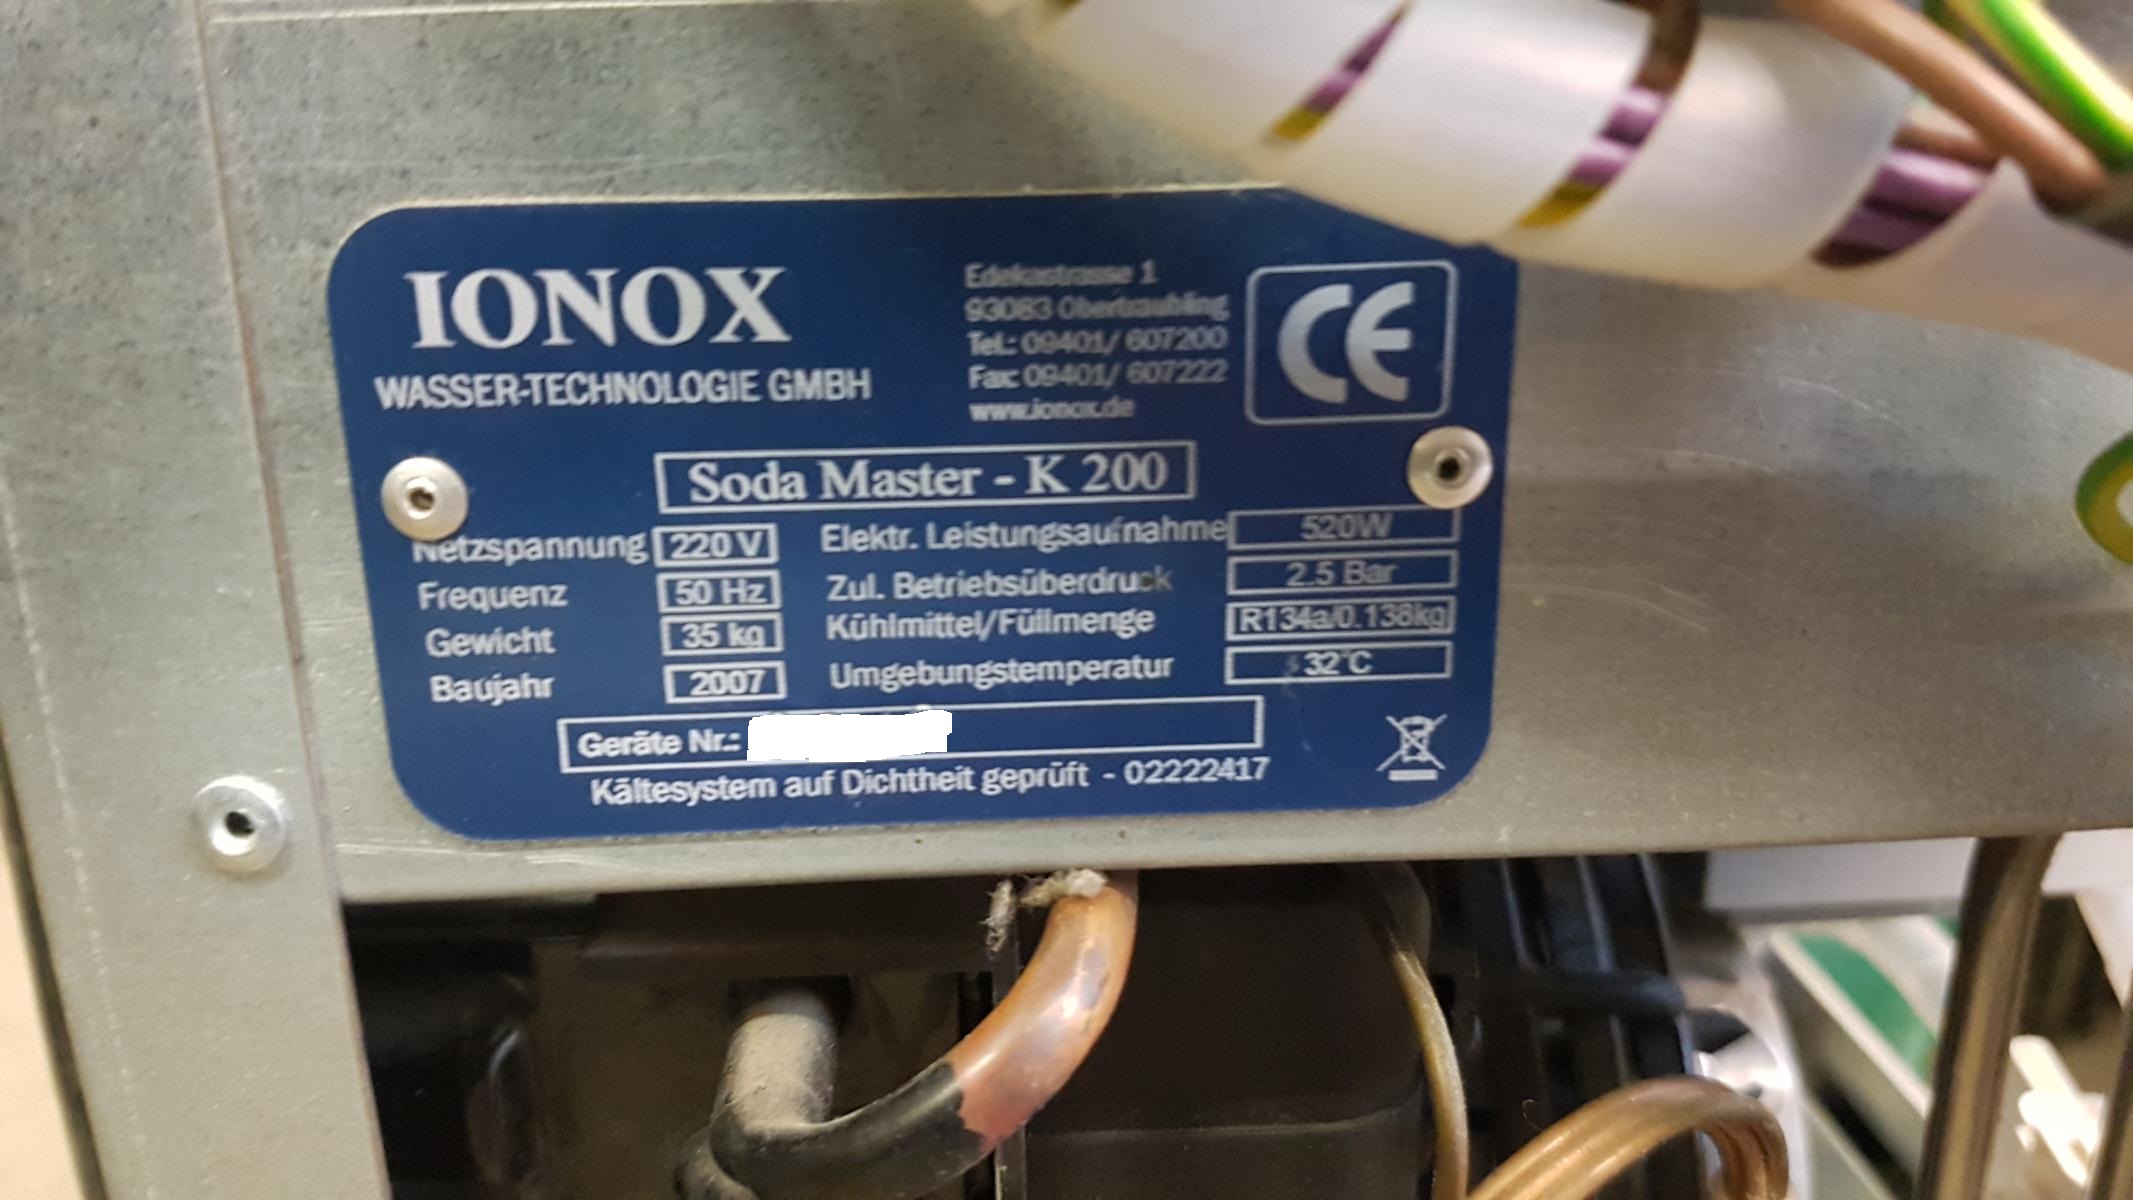 IONOX
WASSER-TECHNOLOGIE GMBH
Edekastrasse 1
93083 Obertraubling
Tel.: 09401/ 607200
Fax: 09401/ 607222
www.ionox.de
CE
Soda Master - K 200
Netzspannung 220 V
Frequenz 50 Hz
Gewicht 35 kg
Baujahr 2007
Elektr. Leistungsaufnahme 520W
Zul. Betriebsüberdruck 2.5 Bar
Kühlmittel/Füllmenge R134a/0.138kg
Umgebungstemperatur 32°C
Geräte Nr.:
Kältesystem auf Dichtheit geprüft - 02222417